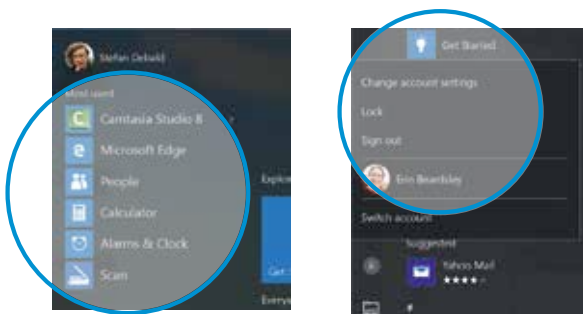 Stefan Debald
Most used
Camtasia Studio 8
Microsoft Edge
People
Calculator
Alarms & Clock
Scan
Explore
Get
Every
Get Started
Change account settings
Lock
Sign out
Erin Beardsley
Switch account
Suggested
Yahoo Mail